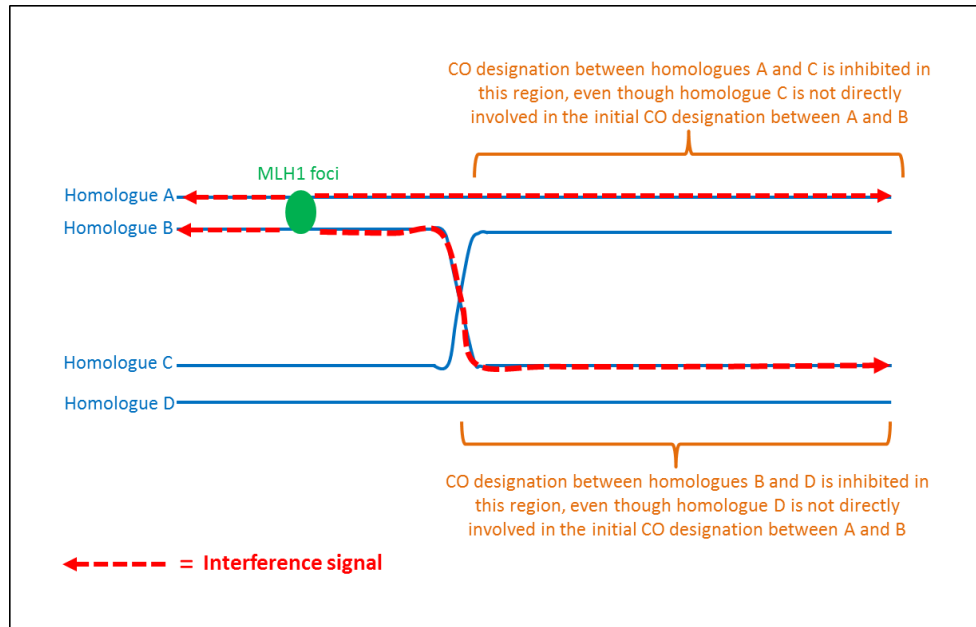 CO designation between homologues A and C is inhibited in
this region, even though homologue C is not directly
involved in the initial CO designation between A and B
MLH1 foci
Homologue A
Homologue B
Homologue C
Homologue D
CO designation between homologues B and D is inhibited in
this region, even though homologue D is not directly
involved in the initial CO designation between A and B
= Interference signal